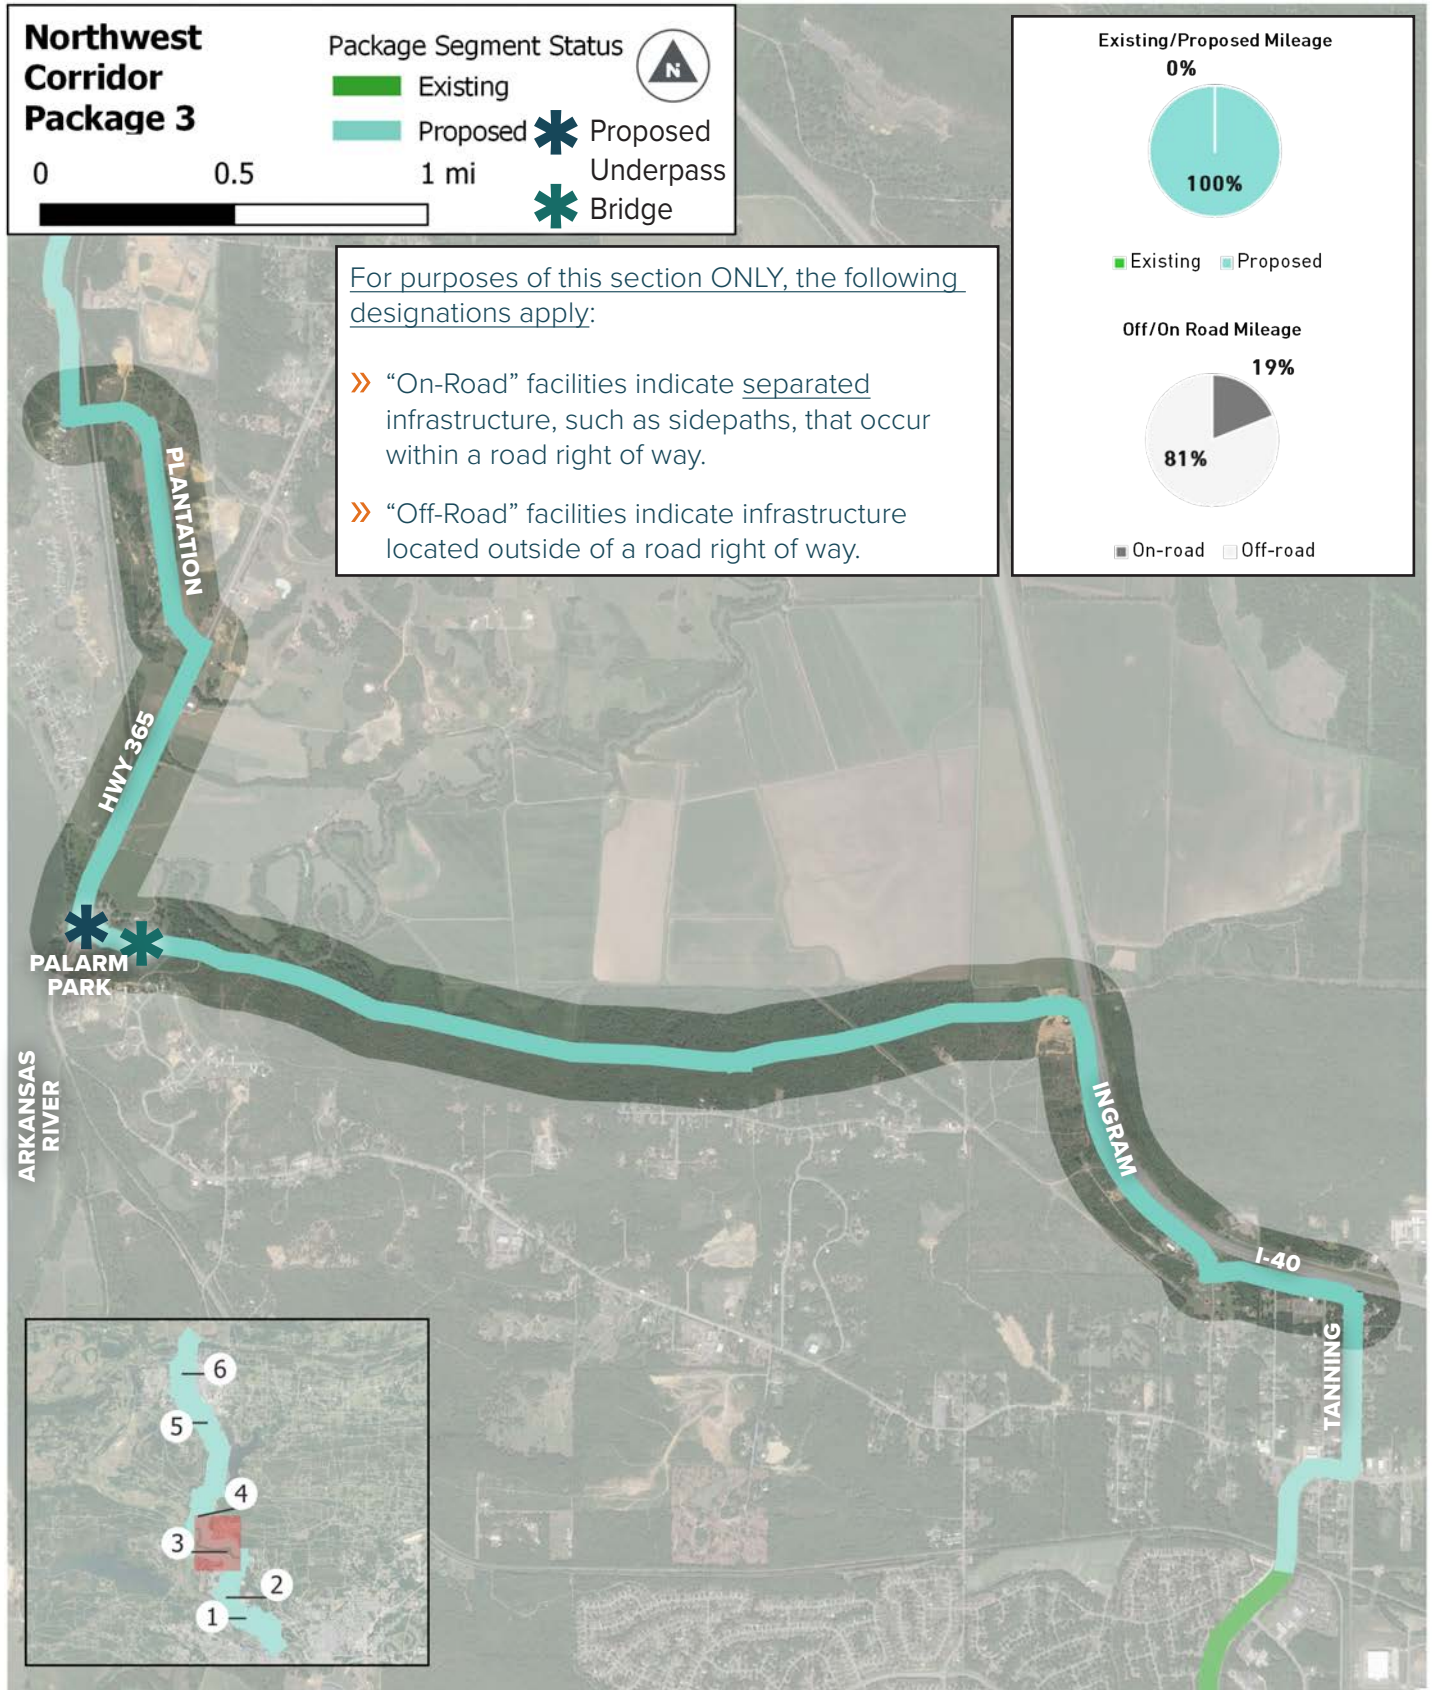 Northwest
Corridor
Package 3
Package Segment Status
Existing
Proposed
N
Proposed
Underpass
Bridge
0 0.5 1 mi
Existing/Proposed Mileage
0%
100%
Existing Proposed
Off/On Road Mileage
19%
81%
On-road Off-road
For purposes of this section ONLY, the following
designations apply:
» “On-Road” facilities indicate separated
infrastructure, such as sidepaths, that occur
within a road right of way.
» “Off-Road” facilities indicate infrastructure
located outside of a road right of way.
PLANTATION
HWY 365
PALARM
PARK
ARKANSAS
RIVER
INGRAM
I-40
TANNING
6
5
4
3
2
1